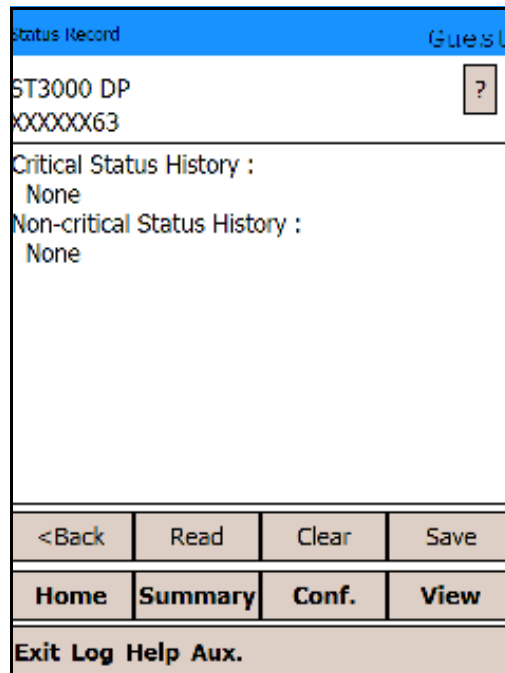 Status Record Guest
ST3000 DP ?
XXXXXX63
Critical Status History :
None
Non-critical Status History :
None
<Back Read Clear Save
Home Summary Conf. View
Exit Log Help Aux.